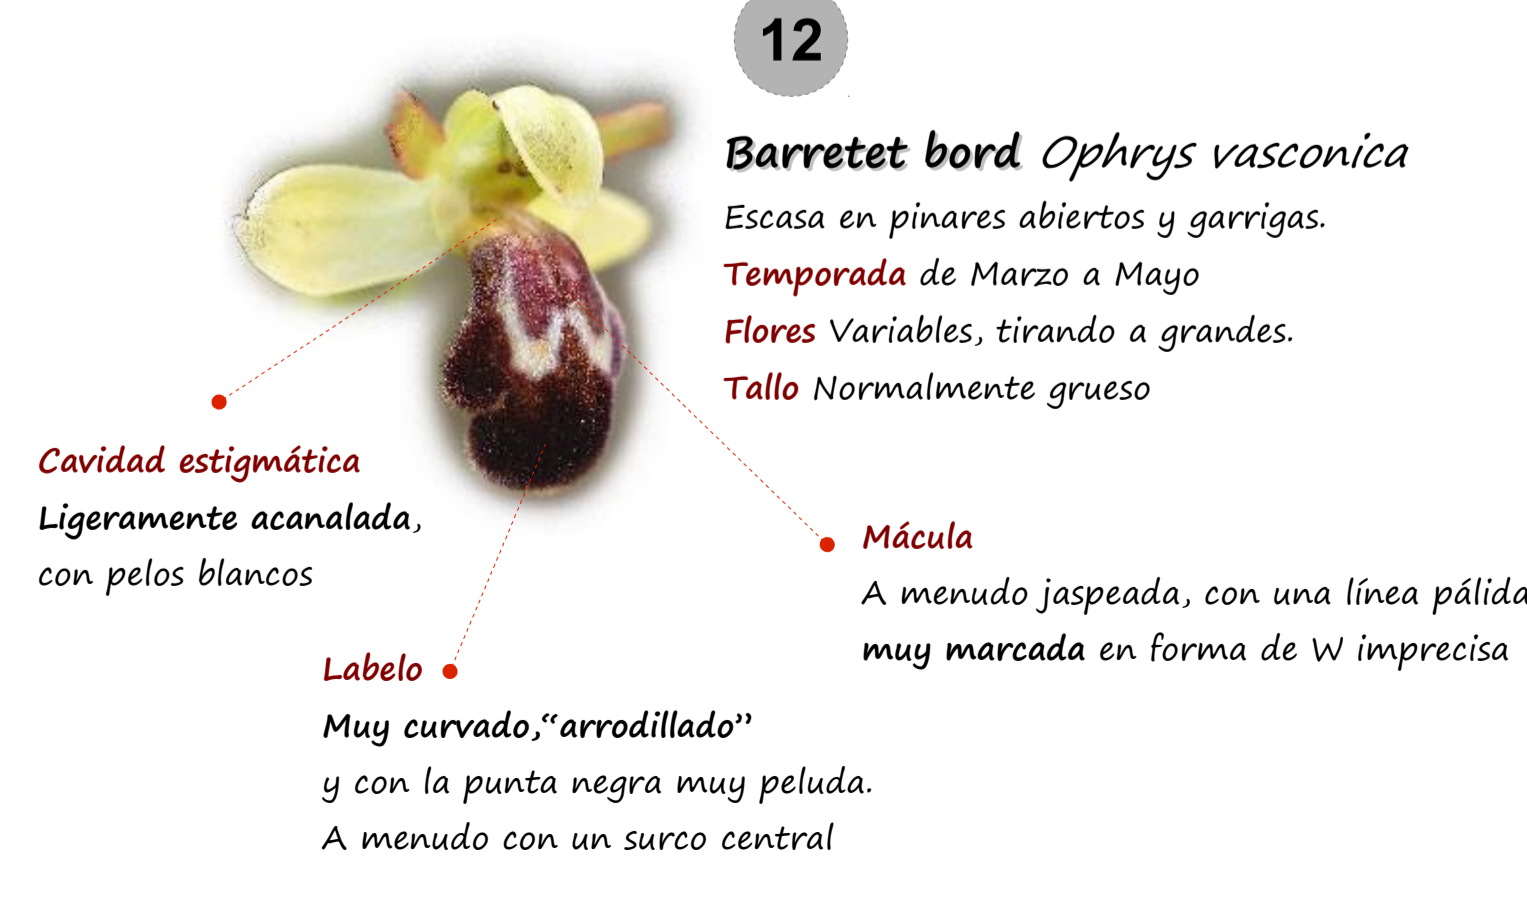 12
Barretet bord Ophrys vasconica
Escasa en pinares abiertos y garrigas.
Temporada de Marzo a Mayo
Flores Variables, tirando a grandes.
Tallo Normalmente grueso
Cavidad estigmática
Ligeramente acanalada,
con pelos blancos
Mácula
A menudo jaspeada, con una línea pálida
muy marcada en forma de W imprecisa
Labelo
Muy curvado,“arrodillado”
y con la punta negra muy peluda.
A menudo con un surco central